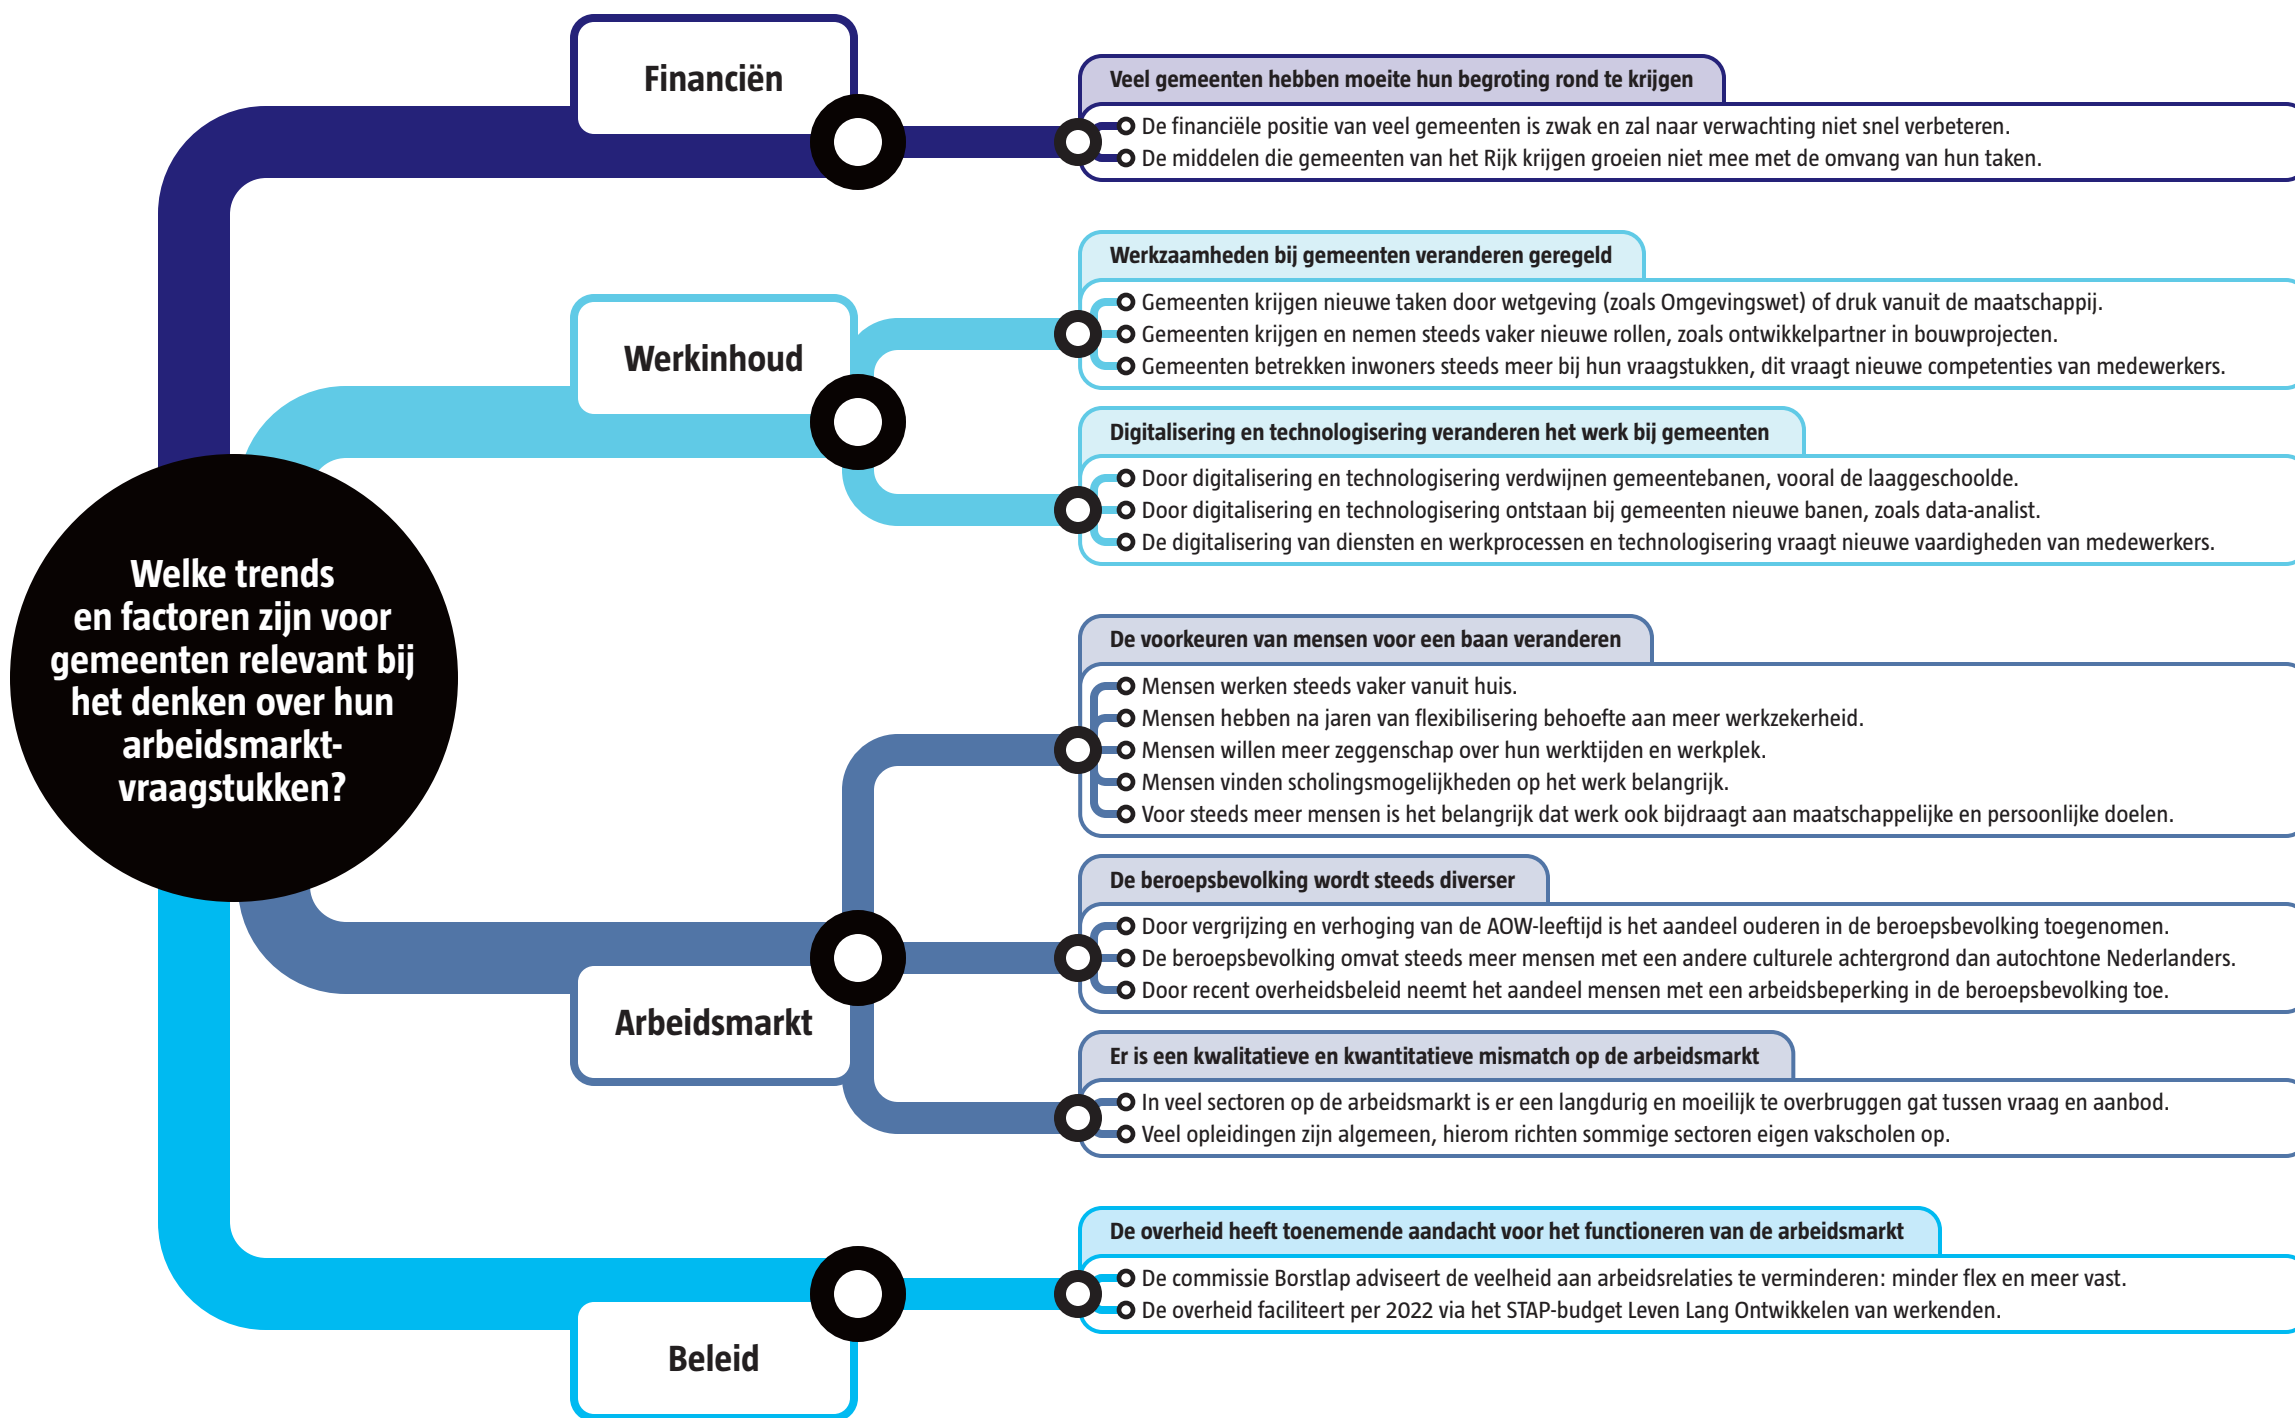 Welke trends
en factoren zijn voor
gemeenten relevant bij
het denken over hun
arbeidsmarkt-
vraagstukken?
Financiën
Veel gemeenten hebben moeite hun begroting rond te krijgen
De financiële positie van veel gemeenten is zwak en zal naar verwachting niet snel verbeteren.
De middelen die gemeenten van het Rijk krijgen groeien niet mee met de omvang van hun taken.
Werkinhoud
Werkzaamheden bij gemeenten veranderen geregeld
Gemeenten krijgen nieuwe taken door wetgeving (zoals Omgevingswet) of druk vanuit de maatschappij.
Gemeenten krijgen en nemen steeds vaker nieuwe rollen, zoals ontwikkelpartner in bouwprojecten.
Gemeenten betrekken inwoners steeds meer bij hun vraagstukken, dit vraagt nieuwe competenties van medewerkers.
Digitalisering en technologisering veranderen het werk bij gemeenten
Door digitalisering en technologisering verdwijnen gemeentebanen, vooral de laaggeschoolde.
Door digitalisering en technologisering ontstaan bij gemeenten nieuwe banen, zoals data-analist.
De digitalisering van diensten en werkprocessen en technologisering vraagt nieuwe vaardigheden van medewerkers.
Arbeidsmarkt
De voorkeuren van mensen voor een baan veranderen
Mensen werken steeds vaker vanuit huis.
Mensen hebben na jaren van flexibilisering behoefte aan meer werkzekerheid.
Mensen willen meer zeggenschap over hun werktijden en werkplek.
Mensen vinden scholingsmogelijkheden op het werk belangrijk.
Voor steeds meer mensen is het belangrijk dat werk ook bijdraagt aan maatschappelijke en persoonlijke doelen.
De beroepsbevolking wordt steeds diverser
Door vergrijzing en verhoging van de AOW-leeftijd is het aandeel ouderen in de beroepsbevolking toegenomen.
De beroepsbevolking omvat steeds meer mensen met een andere culturele achtergrond dan autochtone Nederlanders.
Door recent overheidsbeleid neemt het aandeel mensen met een arbeidsbeperking in de beroepsbevolking toe.
Er is een kwalitatieve en kwantitatieve mismatch op de arbeidsmarkt
In veel sectoren op de arbeidsmarkt is er een langdurig en moeilijk te overbruggen gat tussen vraag en aanbod.
Veel opleidingen zijn algemeen, hierom richten sommige sectoren eigen vakscholen op.
Beleid
De overheid heeft toenemende aandacht voor het functioneren van de arbeidsmarkt
De commissie Borstlap adviseert de veelheid aan arbeidsrelaties te verminderen: minder flex en meer vast.
De overheid faciliteert per 2022 via het STAP-budget Leven Lang Ontwikkelen van werkenden.